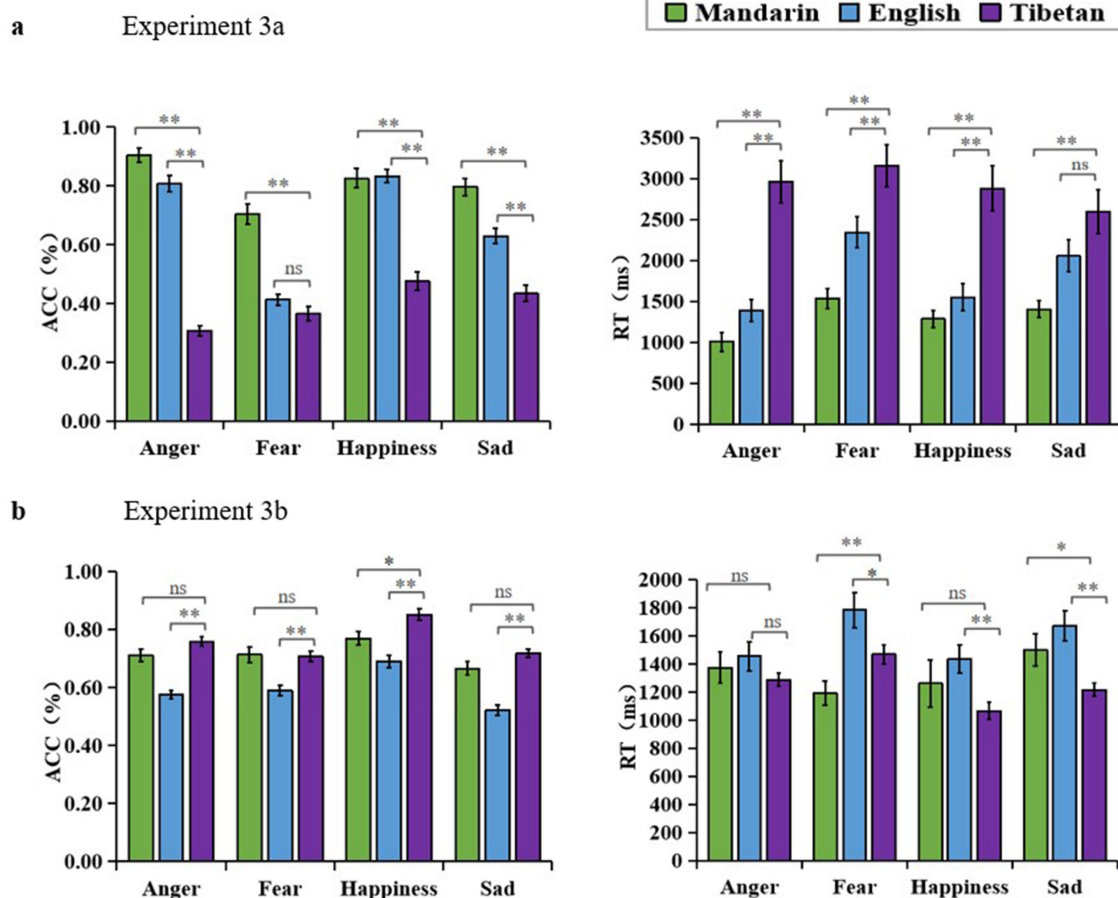 a Experiment 3a
Mandarin English Tibetan
ACC（%）
1.00
0.80
0.60
0.40
0.20
0.00
** ** ** ns ** ** ** **
Anger Fear Happiness Sad
RT（ms）
3500
3000
2500
2000
1500
1000
500
0
** ** ** ** ** ** ** ns
Anger Fear Happiness Sad
b Experiment 3b
ACC（%）
1.00
0.80
0.60
0.40
0.20
0.00
ns ** ns ** * ** ns **
Anger Fear Happiness Sad
RT（ms）
2000
1800
1600
1400
1200
1000
800
600
400
200
0
ns ns ** * ns ** * **
Anger Fear Happiness Sad